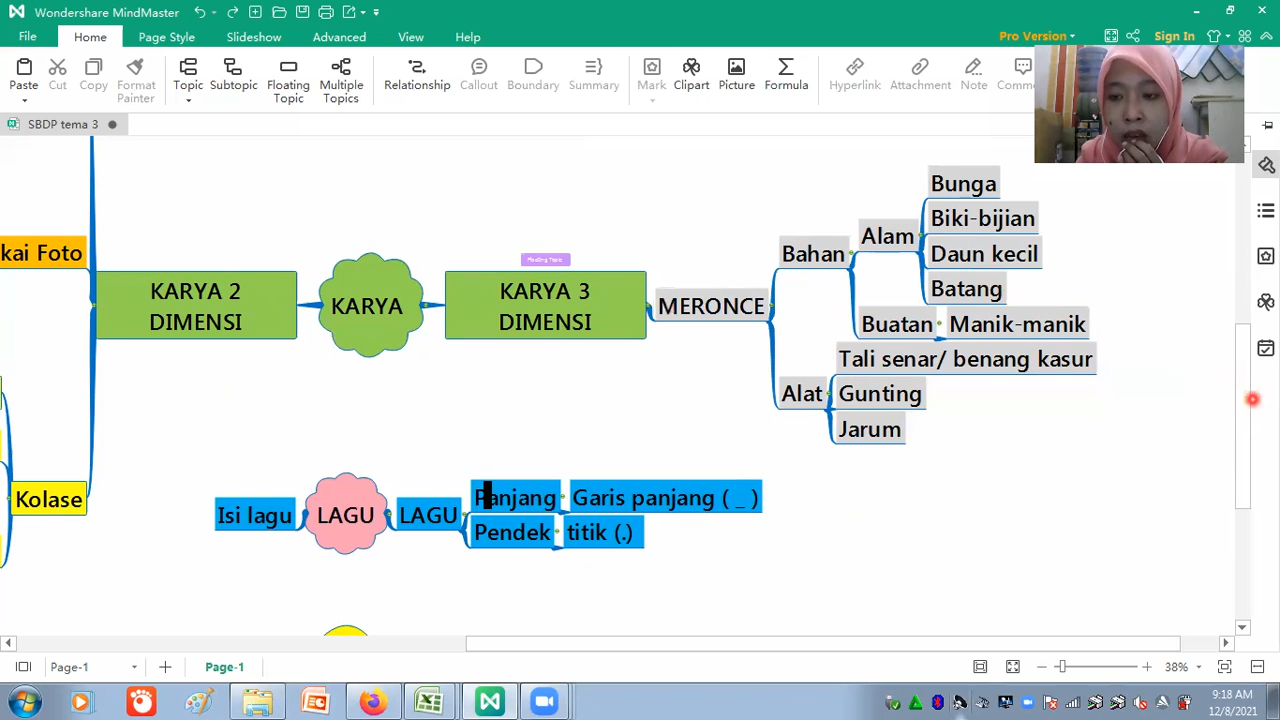 Wondershare MindMaster
File
Home
Page Style
Slideshow
Advanced
View
Help
Pro Version
Sign In
Paste
Cut
Copy
Format Painter
Topic
Subtopic
Floating Topic
Multiple Topics
Relationship
Callout
Boundary
Summary
Mark
Clipart
Picture
Formula
Hyperlink
Attachment
Note
Comme
SBDP tema 3
kai Foto
Kolase
KARYA 2
DIMENSI
KARYA
Floating Topic
KARYA 3
DIMENSI
MERONCE
Bahan
Alam
Bunga
Biki-bijian
Daun kecil
Batang
Buatan
Manik-manik
Alat
Tali senar/ benang kasur
Gunting
Jarum
Isi lagu
LAGU
LAGU
Panjang
Garis panjang ( _ )
Pendek
titik (.)
Page-1
Page-1
38%
9:18 AM
12/8/2021